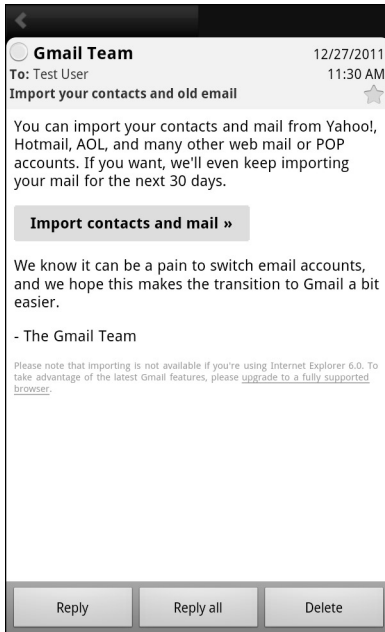 Gmail Team 12/27/2011
To: Test User 11:30 AM
Import your contacts and old email
You can import your contacts and mail from Yahoo!,
Hotmail, AOL, and many other web mail or POP
accounts. If you want, we'll even keep importing
your mail for the next 30 days.
Import contacts and mail »
We know it can be a pain to switch email accounts,
and we hope this makes the transition to Gmail a bit
easier.
- The Gmail Team
Please note that importing is not available if you're using Internet Explorer 6.0. To
take advantage of the latest Gmail features, please upgrade to a fully supported
browser.
Reply Reply all Delete